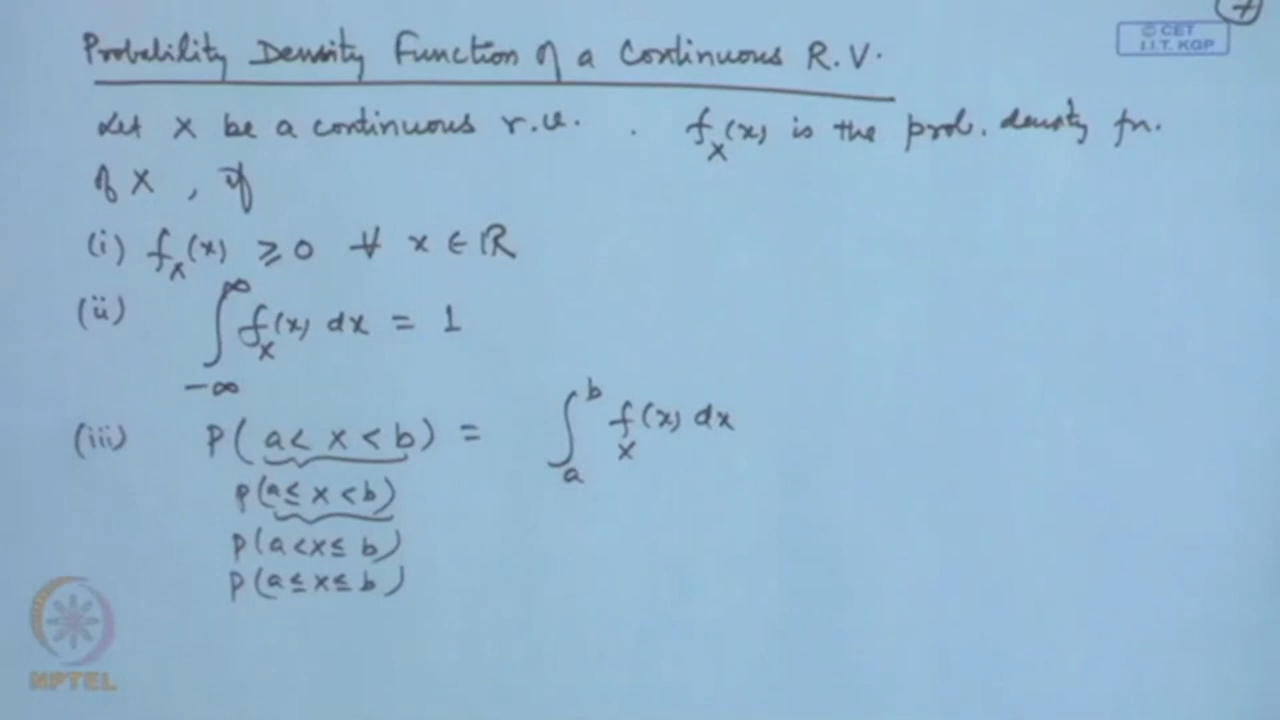 7
© CET
I.I.T. KGP
Probability Density Function of a Continuous R.V.
Let X be a continuous r.v. . f_X(x) is the prob. density fn.
of X , if
(i) f_X(x) ≥ 0 ∀ x ∈ ℝ
(ii) ∫_{-∞}^{∞} f_X(x) dx = 1
(iii) P(a < X < b) = ∫_a^b f_X(x) dx
P(a ≤ X < b)
P(a < X ≤ b)
P(a ≤ X ≤ b)
NPTEL